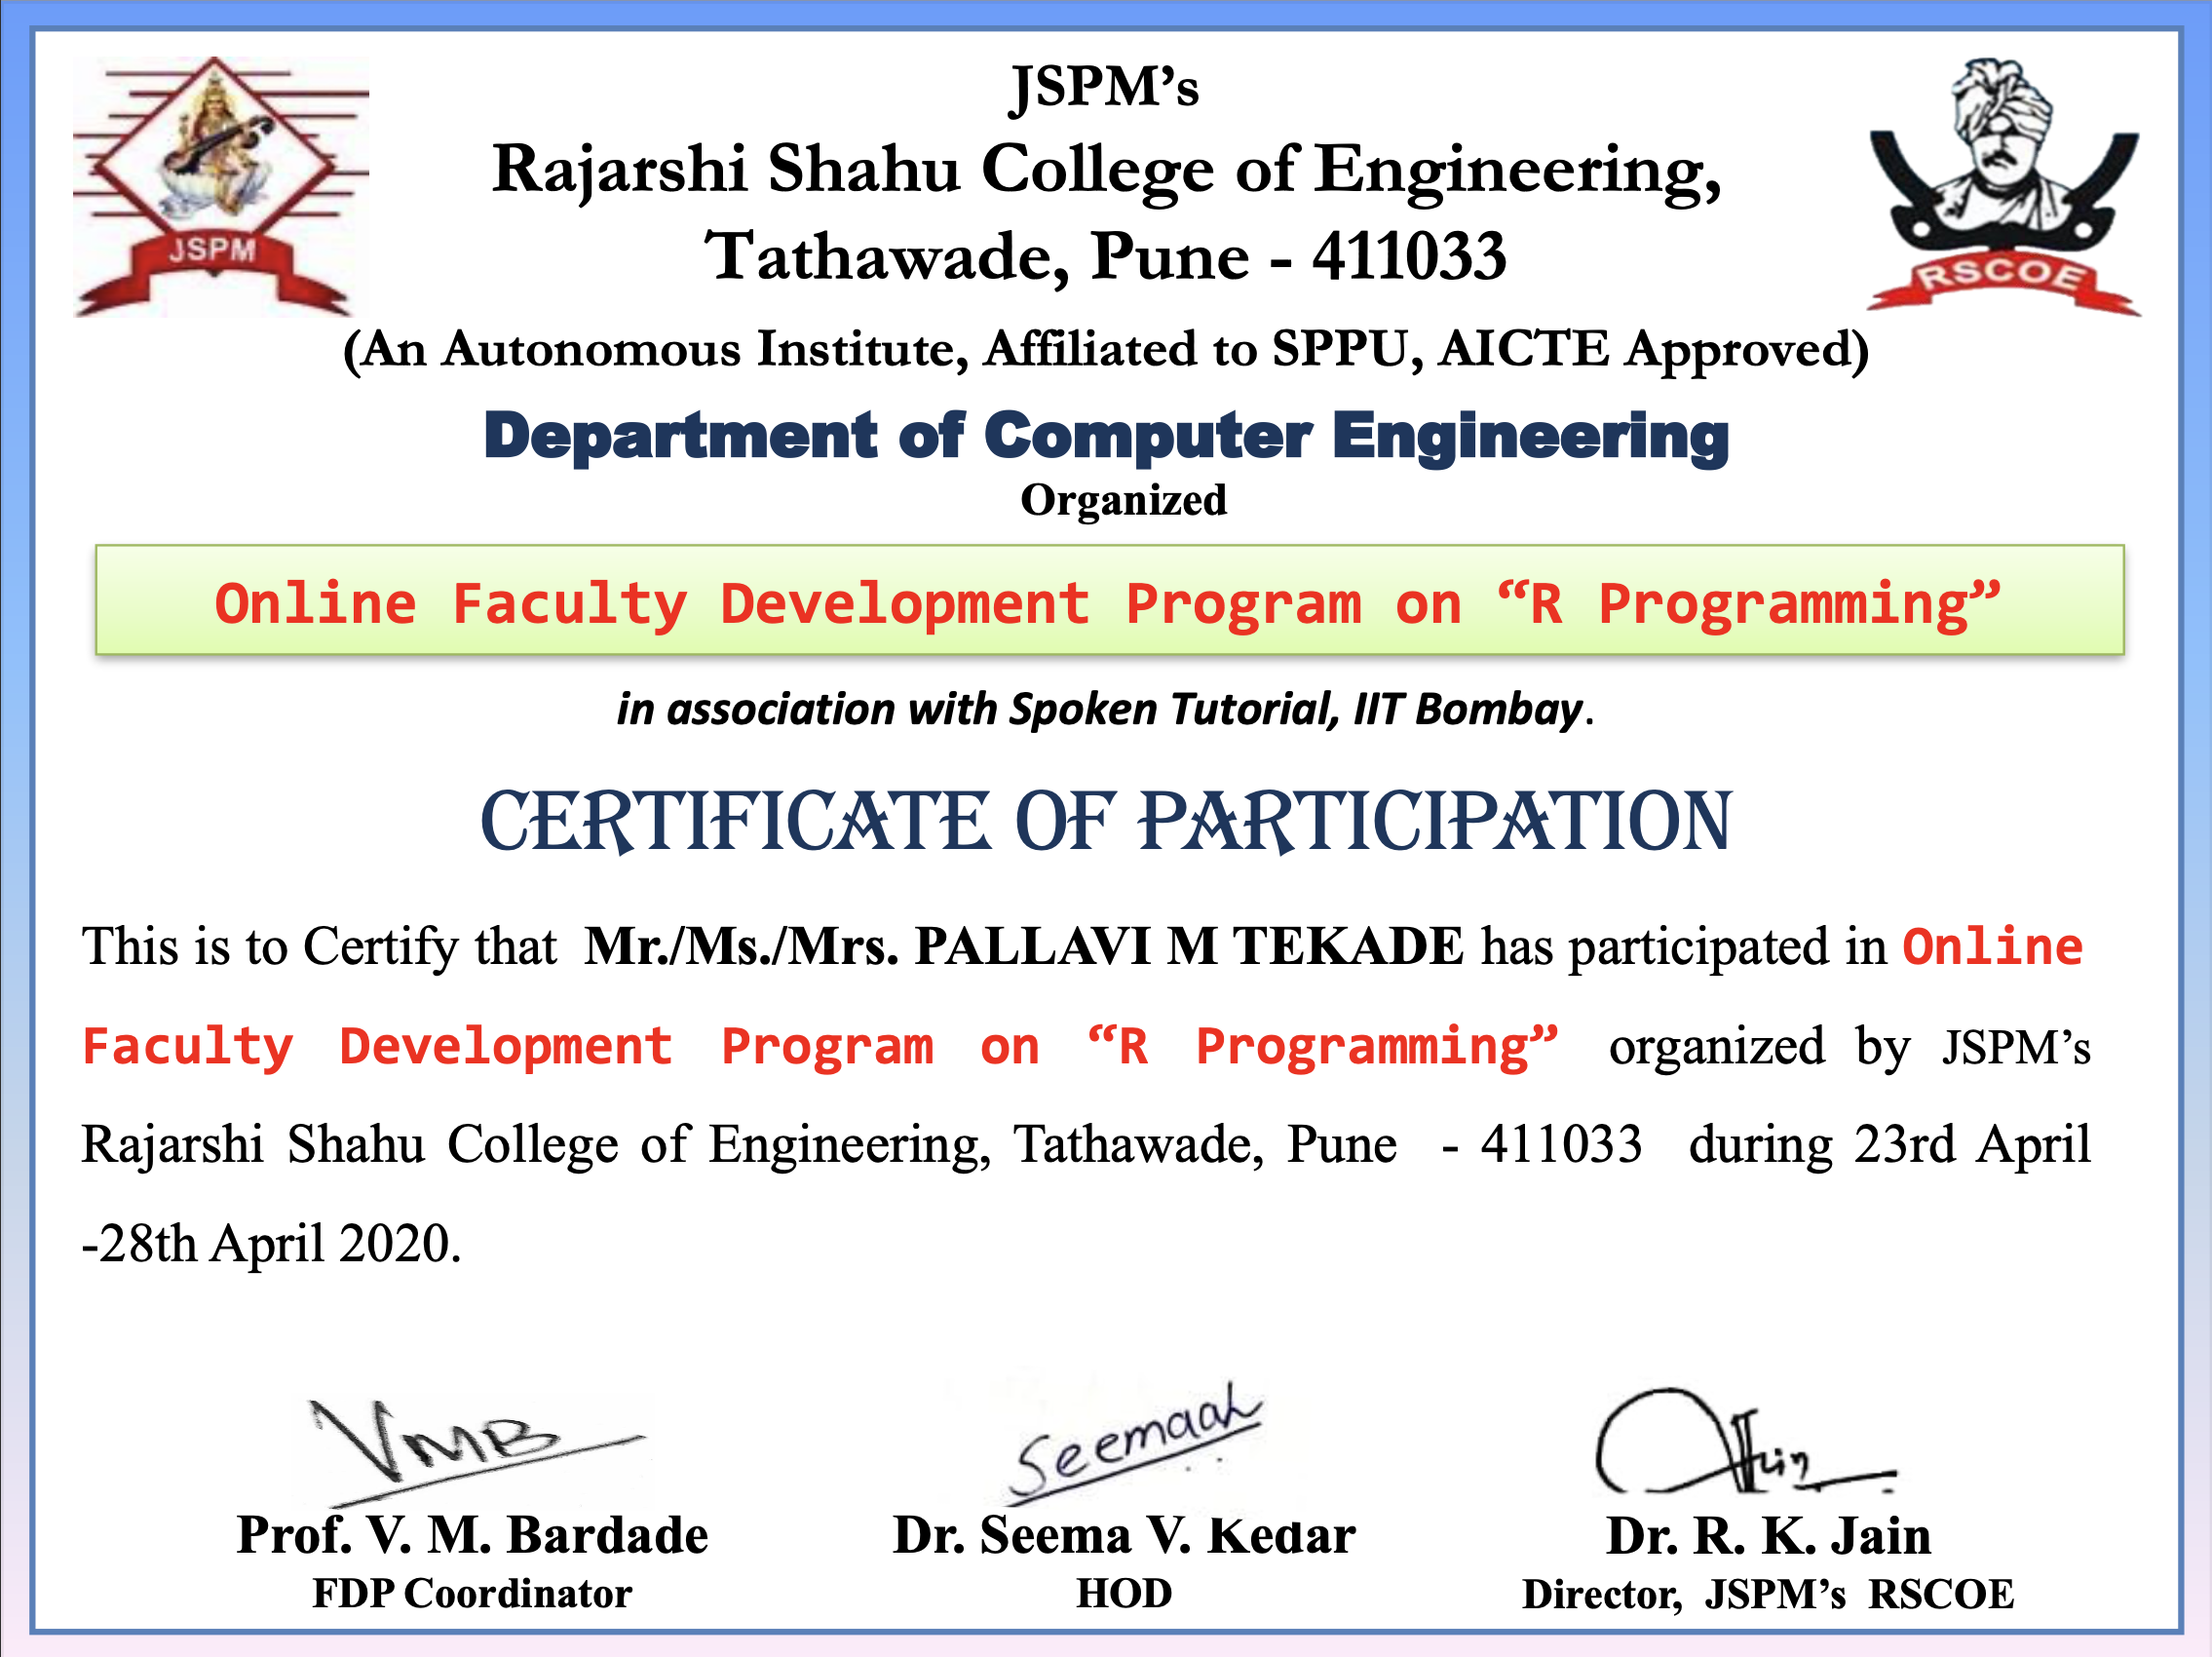 JSPM
RSCOE
JSPM’s
Rajarshi Shahu College of Engineering,
Tathawade, Pune - 411033
(An Autonomous Institute, Affiliated to SPPU, AICTE Approved)
Department of Computer Engineering
Organized
Online Faculty Development Program on “R Programming”
in association with Spoken Tutorial, IIT Bombay.
CERTIFICATE OF PARTICIPATION
This is to Certify that Mr./Ms./Mrs. PALLAVI M TEKADE has participated in Online
Faculty Development Program on “R Programming” organized by JSPM’s
Rajarshi Shahu College of Engineering, Tathawade, Pune - 411033 during 23rd April
-28th April 2020.
VMB
Seemaah
Prof. V. M. Bardade
Dr. Seema V. Kedar
Dr. R. K. Jain
FDP Coordinator
HOD
Director, JSPM’s RSCOE